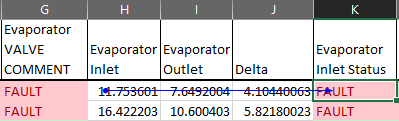 G H I J K
Evaporator VALVE COMMENT Evaporator Inlet Evaporator Outlet Delta Evaporator Inlet Status
FAULT 11.753601 7.6492004 4.10440063 FAULT
FAULT 16.422203 10.600403 5.82180023 FAULT